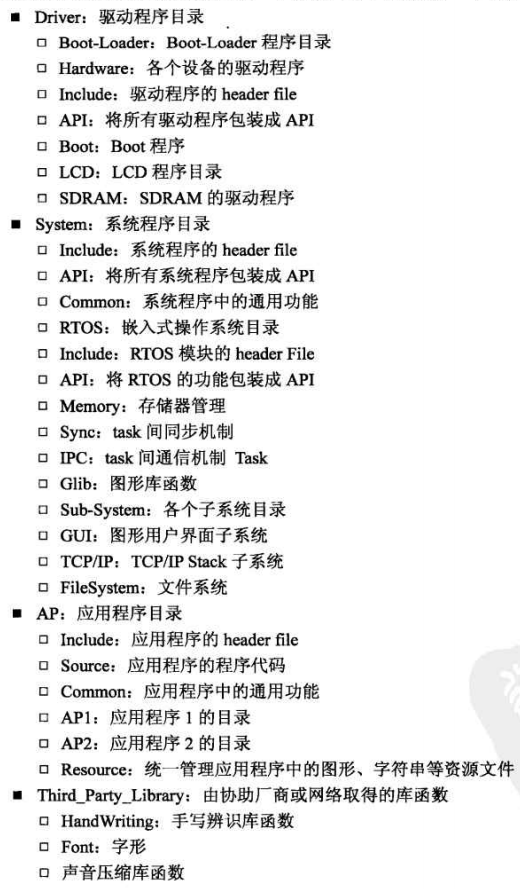 ■ Driver：驱动程序目录
□ Boot-Loader：Boot-Loader 程序目录
□ Hardware：各个设备的驱动程序
□ Include：驱动程序的 header file
□ API：将所有驱动程序包装成 API
□ Boot：Boot 程序
□ LCD：LCD 程序目录
□ SDRAM：SDRAM 的驱动程序
■ System：系统程序目录
□ Include：系统程序的 header file
□ API：将所有系统程序包装成 API
□ Common：系统程序中的通用功能
□ RTOS：嵌入式操作系统目录
□ Include：RTOS 模块的 header File
□ API：将 RTOS 的功能包装成 API
□ Memory：存储器管理
□ Sync：task 间同步机制
□ IPC：task 间通信机制 Task
□ Glib：图形库函数
□ Sub-System：各个子系统目录
□ GUI：图形用户界面子系统
□ TCP/IP：TCP/IP Stack 子系统
□ FileSystem：文件系统
■ AP：应用程序目录
□ Include：应用程序的 header file
□ Source：应用程序的程序代码
□ Common：应用程序中的通用功能
□ AP1：应用程序 1 的目录
□ AP2：应用程序 2 的目录
□ Resource：统一管理应用程序中的图形、字符串等资源文件
■ Third_Party_Library：由协助厂商或网络取得的库函数
□ HandWriting：手写辨识库函数
□ Font：字形
□ 声音压缩库函数